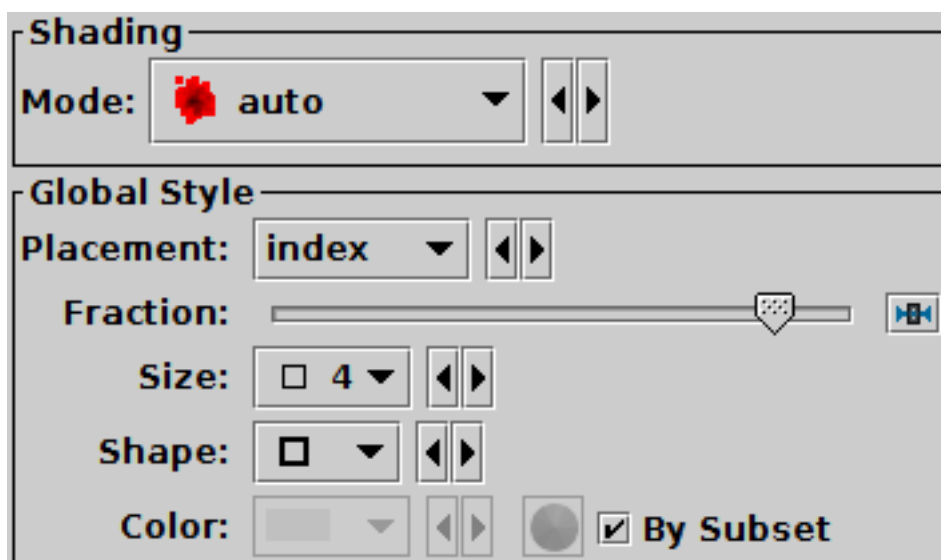 Shading
Mode: auto
Global Style
Placement: index
Fraction:
Size: 4
Shape:
Color: By Subset